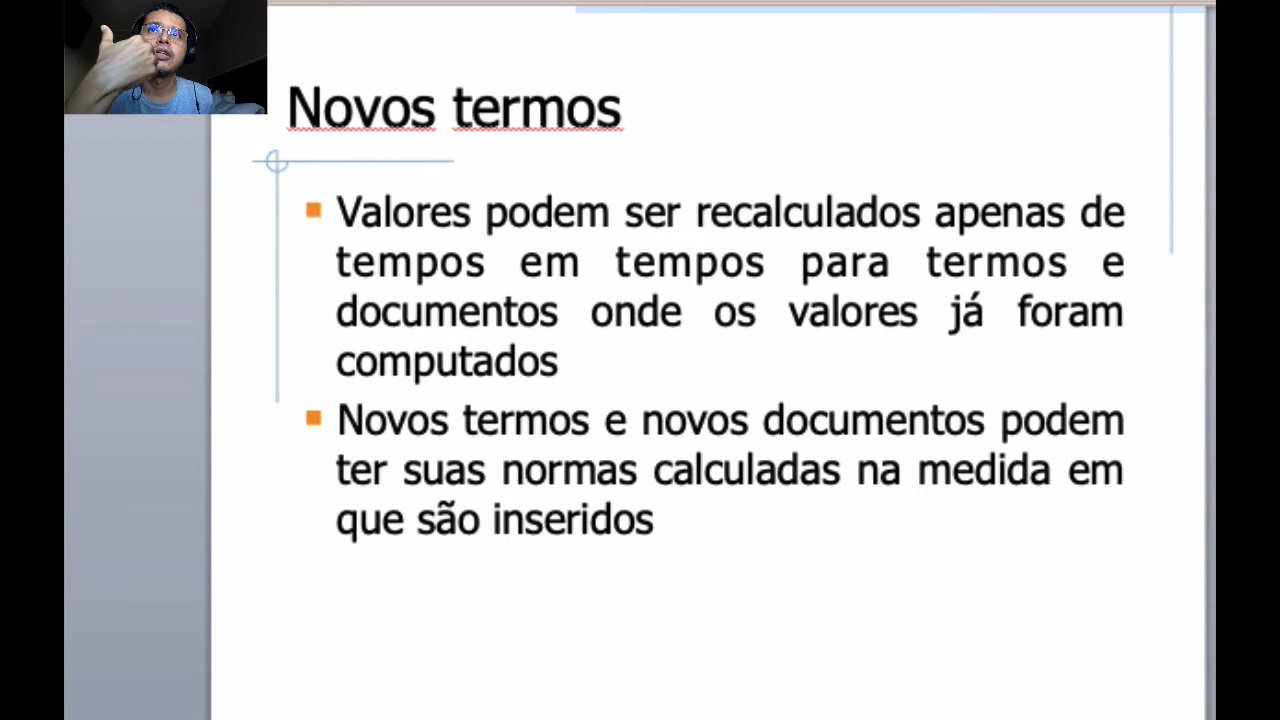 Novos termos
Valores podem ser recalculados apenas de
tempos em tempos para termos e
documentos onde os valores já foram
computados
Novos termos e novos documentos podem
ter suas normas calculadas na medida em
que são inseridos